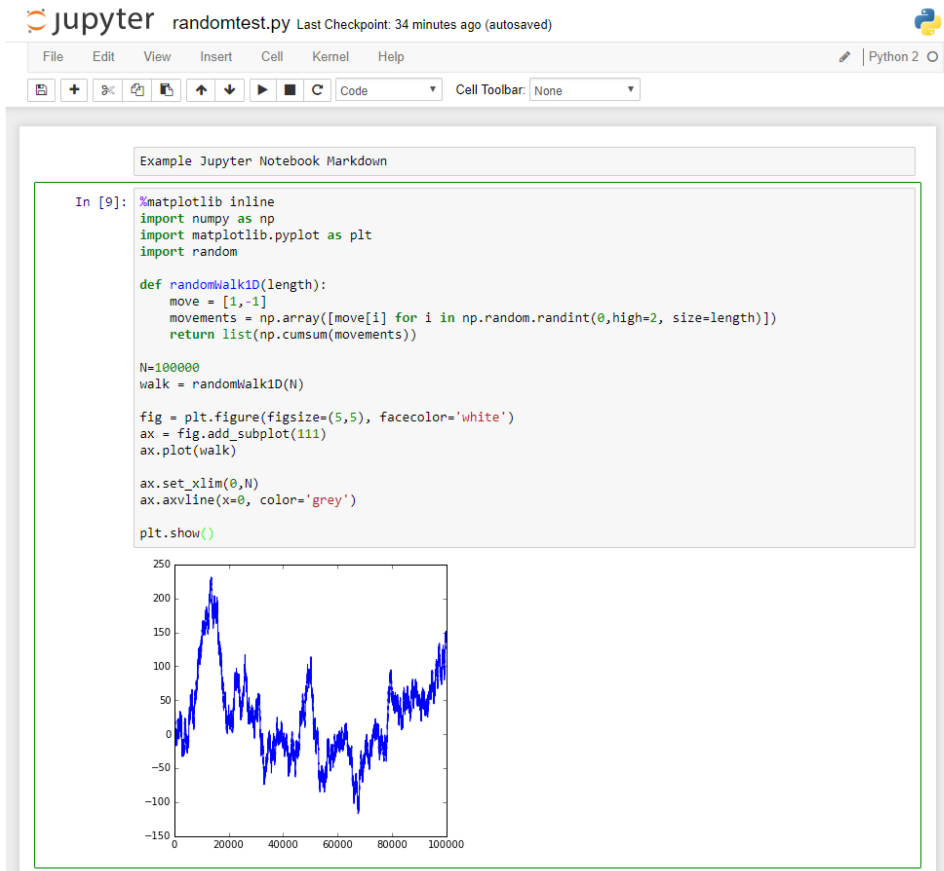 jupyter randomtest.py Last Checkpoint: 34 minutes ago (autosaved)
File Edit View Insert Cell Kernel Help Python 2
Code Cell Toolbar: None
Example Jupyter Notebook Markdown
In [9]: %matplotlib inline
import numpy as np
import matplotlib.pyplot as plt
import random
def randomWalk1D(length):
    move = [1,-1]
    movements = np.array([move[i] for i in np.random.randint(0,high=2, size=length)])
    return list(np.cumsum(movements))
N=100000
walk = randomWalk1D(N)
fig = plt.figure(figsize=(5,5), facecolor='white')
ax = fig.add_subplot(111)
ax.plot(walk)
ax.set_xlim(0,N)
ax.axvline(x=0, color='grey')
plt.show()
250
200
150
100
50
0
−50
−100
−150
0 20000 40000 60000 80000 100000